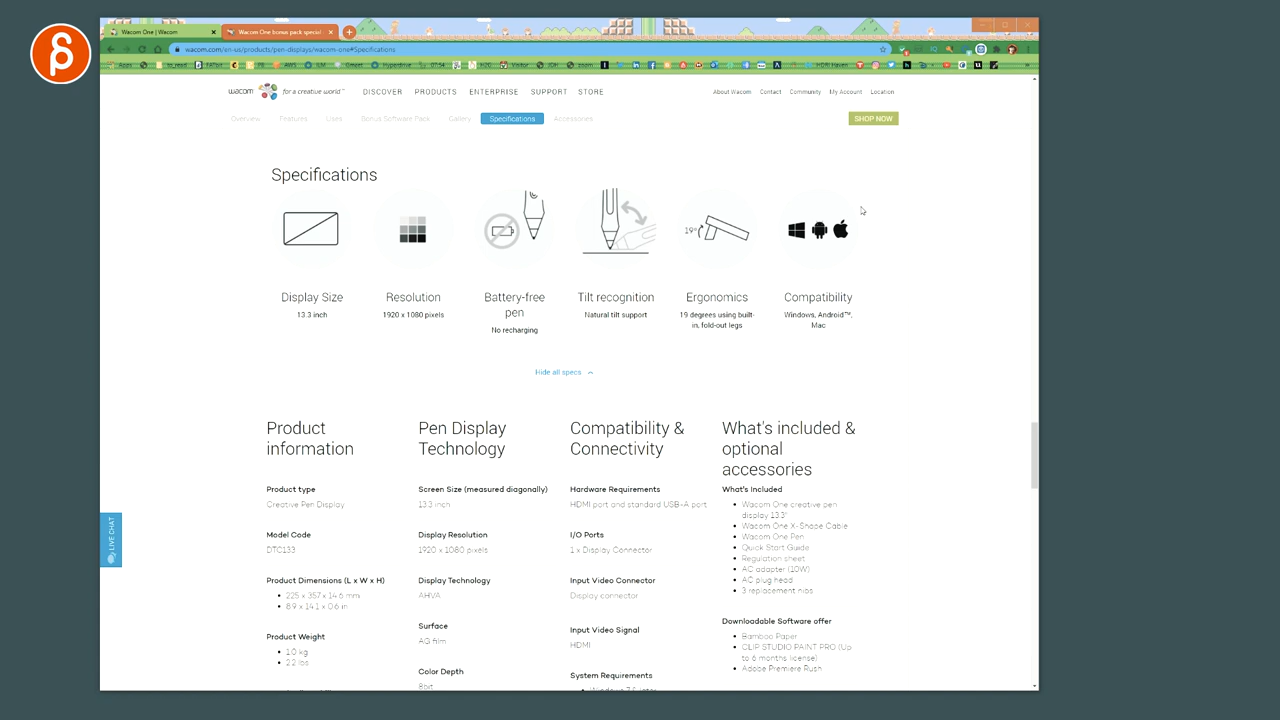 Wacom One | Wacom
Wacom One bonus pack special
wacom.com/en-us/products/pen-displays/wacom-one#Specifications
wacom for a creative world™
DISCOVER PRODUCTS ENTERPRISE SUPPORT STORE
About Wacom Contact Community My Account Location
Overview Features Uses Bonus Software Pack Gallery Specifications Accessories
SHOP NOW
Specifications
19°
Display Size
13.3 inch
Resolution
1920 x 1080 pixels
Battery-free
pen
No recharging
Tilt recognition
Natural tilt support
Ergonomics
19 degrees using built-
in, fold-out legs
Compatibility
Windows, Android™,
Mac
Hide all specs
Product
information
Product type
Creative Pen Display
Model Code
DTC133
Product Dimensions (L x W x H)
225 x 357 x 14.6 mm
8.9 x 14.1 x 0.6 in
Product Weight
1.0 kg
2.2 lbs
Pen Display
Technology
Screen Size (measured diagonally)
13.3 inch
Display Resolution
1920 x 1080 pixels
Display Technology
AHVA
Surface
AG film
Color Depth
8bit
Compatibility &
Connectivity
Hardware Requirements
HDMI port and standard USB-A port
I/O Ports
1 x Display Connector
Input Video Connector
Display connector
Input Video Signal
HDMI
System Requirements
What's included &
optional
accessories
What's Included
Wacom One creative pen
display 13.3"
Wacom One X-Shape Cable
Wacom One Pen
Quick Start Guide
Regulation sheet
AC adapter (10W)
AC plug head
3 replacement nibs
Downloadable Software offer
Bamboo Paper
CLIP STUDIO PAINT PRO (Up
to 6 months license)
Adobe Premiere Rush
LIVE CHAT